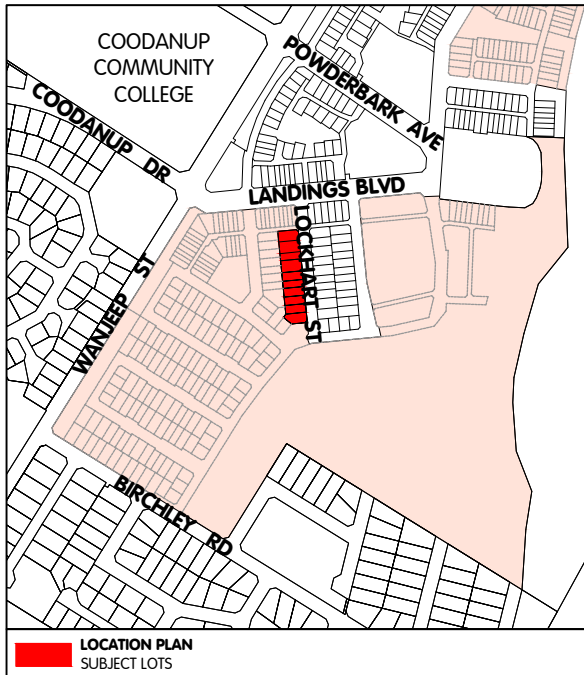 COODANUP
COMMUNITY
COLLEGE
POWDERBARK AVE
COODANUP DR
LANDINGS BLVD
LOCKHART ST
WANJEEP ST
BIRCHLEY RD
LOCATION PLAN
SUBJECT LOTS